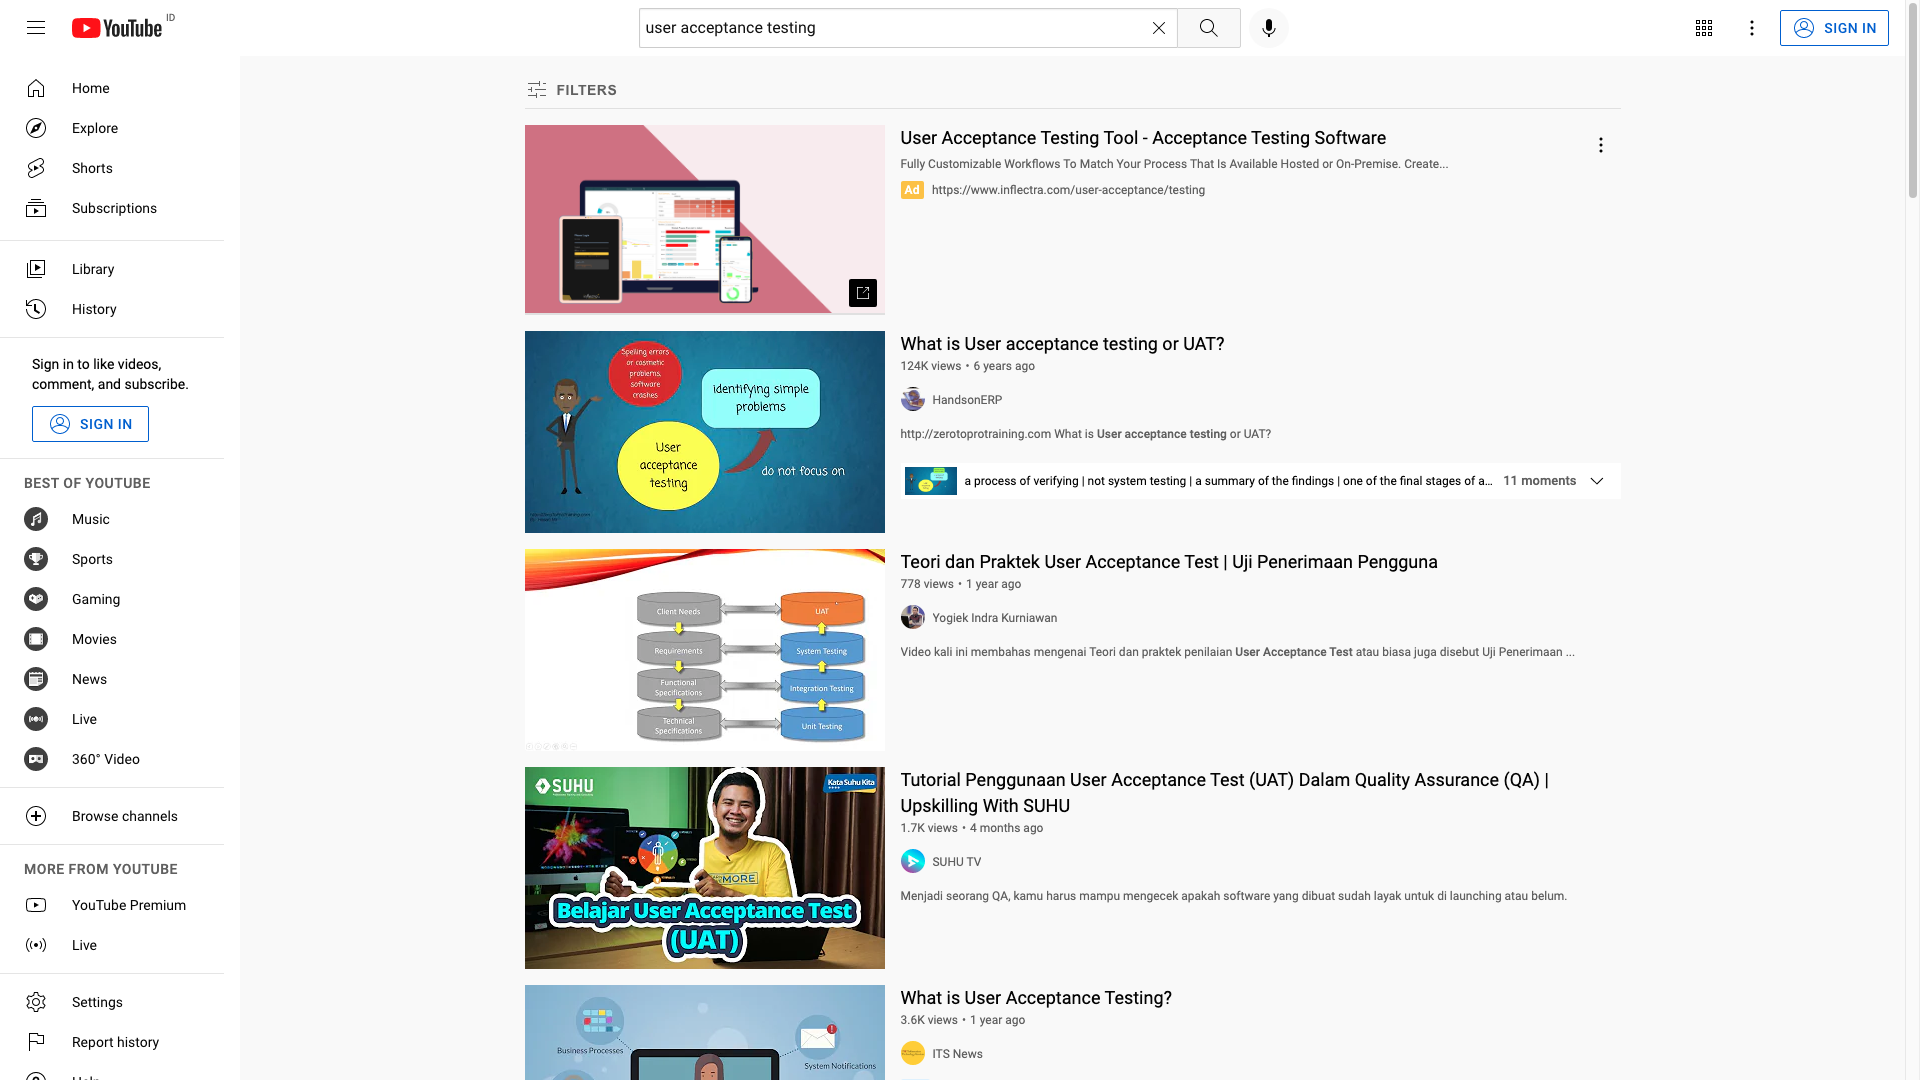 YouTube ID
user acceptance testing
SIGN IN
Home
Explore
Shorts
Subscriptions
Library
History
Sign in to like videos,
comment, and subscribe.
SIGN IN
BEST OF YOUTUBE
Music
Sports
Gaming
Movies
News
Live
360° Video
Browse channels
MORE FROM YOUTUBE
YouTube Premium
Live
Settings
Report history
FILTERS
User Acceptance Testing Tool - Acceptance Testing Software
Fully Customizable Workflows To Match Your Process That Is Available Hosted or On-Premise. Create...
Ad https://www.inflectra.com/user-acceptance/testing
Spelling errors
or cosmetic
problems,
software
crashes
identifying simple
problems
User
acceptance
testing
do not focus on
What is User acceptance testing or UAT?
124K views • 6 years ago
HandsonERP
http://zerotoprotraining.com What is User acceptance testing or UAT?
a process of verifying | not system testing | a summary of the findings | one of the final stages of a... 11 moments
Client Needs
UAT
Requirements
System Testing
Functional
Specifications
Integration Testing
Technical
Specifications
Unit Testing
Teori dan Praktek User Acceptance Test | Uji Penerimaan Pengguna
778 views • 1 year ago
Yogiek Indra Kurniawan
Video kali ini membahas mengenai Teori dan praktek penilaian User Acceptance Test atau biasa juga disebut Uji Penerimaan ...
SUHU
Kata Suhu Kita
MORE
Belajar User Acceptance Test
(UAT)
Tutorial Penggunaan User Acceptance Test (UAT) Dalam Quality Assurance (QA) |
Upskilling With SUHU
1.7K views • 4 months ago
SUHU TV
Menjadi seorang QA, kamu harus mampu mengecek apakah software yang dibuat sudah layak untuk di launching atau belum.
Business Processes
System Notifications
What is User Acceptance Testing?
3.6K views • 1 year ago
ITS News